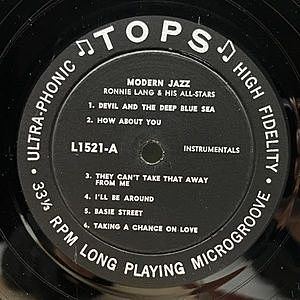 ♫TOPS♫
ULTRA-PHONIC • HIGH FIDELITY •
MODERN JAZZ
RONNIE LANG & HIS ALL-STARS
1. DEVIL AND THE DEEP BLUE SEA
2. HOW ABOUT YOU
L1521-A
INSTRUMENTALS
3. THEY CAN'T TAKE THAT AWAY
FROM ME
4. I'LL BE AROUND
5. BASIE STREET
6. TAKING A CHANCE ON LOVE
• 33⅓ RPM LONG PLAYING MICROGROOVE •